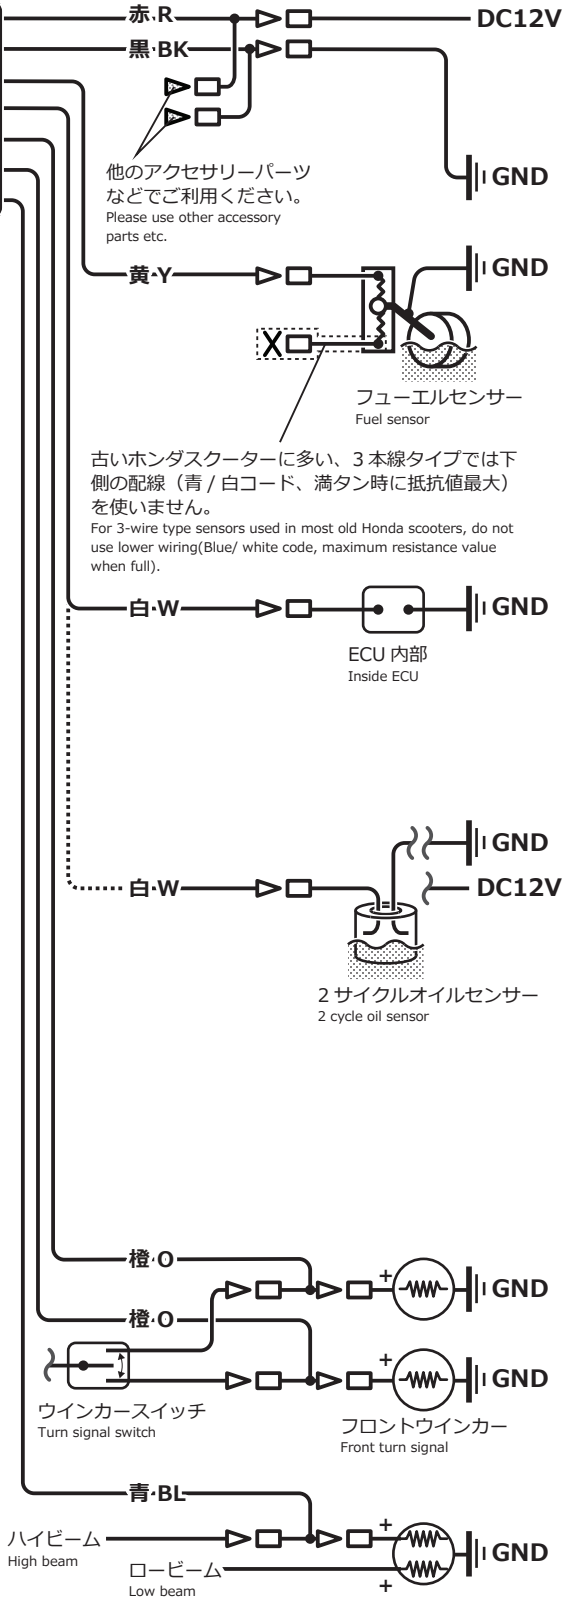 赤 R
DC12V
黒 BK
他のアクセサリーパーツ
などでご利用ください。
Please use other accessory
parts etc.
GND
GND
黄 Y
X
フューエルセンサー
Fuel sensor
古いホンダスクーターに多い、3 本線タイプでは下
側の配線（青 / 白コード、満タン時に抵抗値最大）
を使いません。
For 3-wire type sensors used in most old Honda scooters, do not
use lower wiring(Blue/ white code, maximum resistance value
when full).
白 W
GND
ECU 内部
Inside ECU
GND
白 W
DC12V
2 サイクルオイルセンサー
2 cycle oil sensor
橙 O
+
GND
橙 O
+
GND
ウインカースイッチ
Turn signal switch
フロントウインカー
Front turn signal
青 BL
ハイビーム
High beam
+
GND
ロービーム
Low beam
+